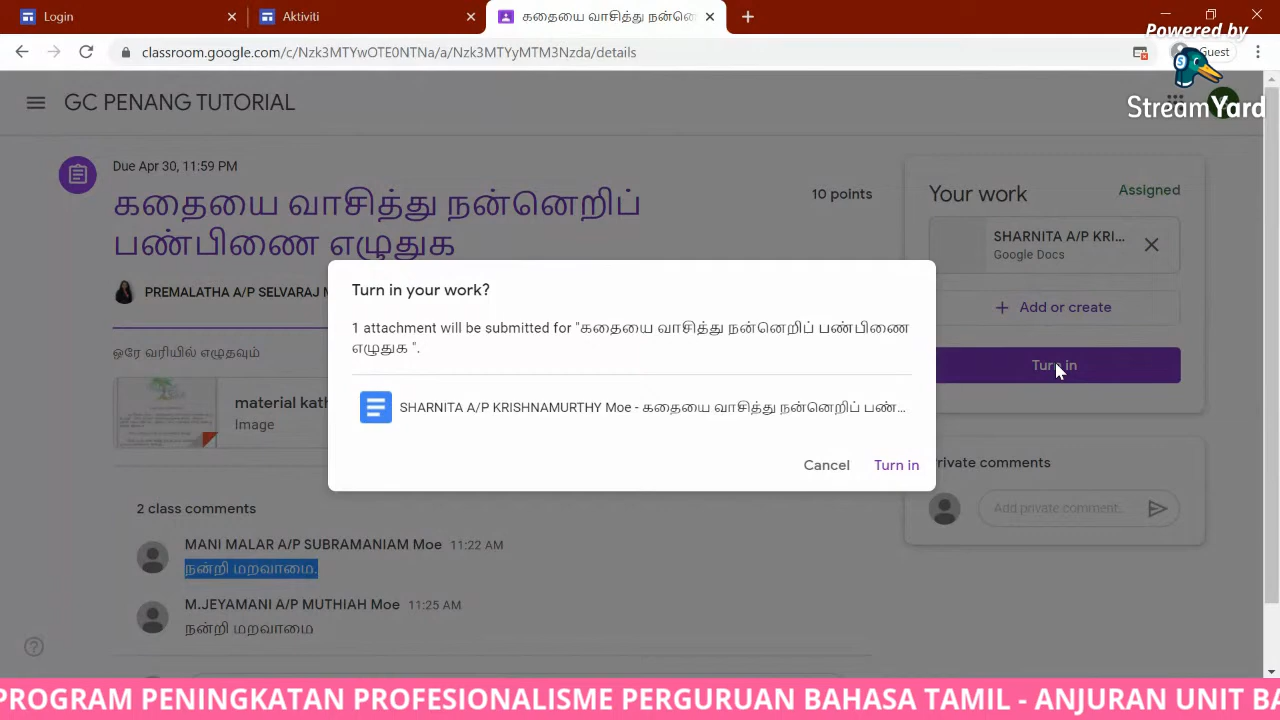 Login
Aktiviti
கதையை வாசித்து நன்னெ
classroom.google.com/c/Nzk3MTYwOTE0NTNa/a/Nzk3MTYvMTM3Nzda/details
Guest
Powered by
StreamYard
GC PENANG TUTORIAL
Due Apr 30, 11:59 PM
கதையை வாசித்து நன்னெறிப்
பண்பிணை எழுதுக
10 points
PREMALATHA A/P SELVARAJ M
ஒரே வரியில் எழுதவும்
material kath
Image
Your work
Assigned
SHARNITA A/P KRI...
Google Docs
+ Add or create
Turn in
Turn in your work?
1 attachment will be submitted for "கதையை வாசித்து நன்னெறிப் பண்பிணை
எழுதுக ".
SHARNITA A/P KRISHNAMURTHY Moe - கதையை வாசித்து நன்னெறிப் பண்...
Cancel
Turn in
rivate comments
Add private comment...
2 class comments
MANI MALAR A/P SUBRAMANIAM Moe 11:22 AM
நன்றி மறவாமை.
M.JEYAMANI A/P MUTHIAH Moe 11:25 AM
நன்றி மறவாமை
PROGRAM PENINGKATAN PROFESIONALISME PERGURUAN BAHASA TAMIL - ANJURAN UNIT BA